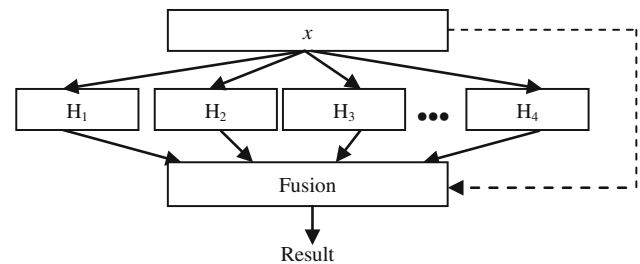 x
H₁ H₂ H₃ ●●● H₄
Fusion
Result